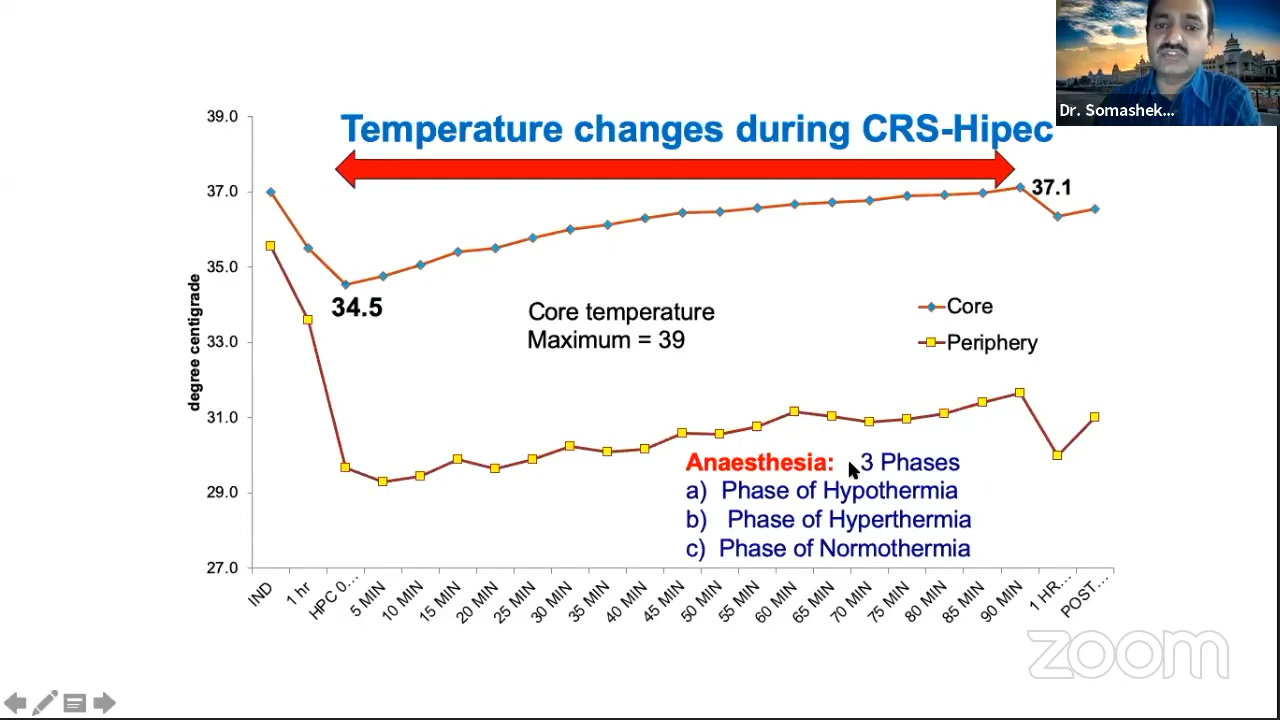 Dr. Somashek...
Temperature changes during CRS-Hipec
39.0
37.0
35.0
33.0
31.0
29.0
27.0
degree centigrade
37.1
34.5
Core temperature
Maximum = 39
Core
Periphery
Anaesthesia: 3 Phases
a) Phase of Hypothermia
b) Phase of Hyperthermia
c) Phase of Normothermia
IND
1 hr
HPC 0...
5 MIN
10 MIN
15 MIN
20 MIN
25 MIN
30 MIN
35 MIN
40 MIN
45 MIN
50 MIN
55 MIN
60 MIN
65 MIN
70 MIN
75 MIN
80 MIN
85 MIN
90 MIN
1 HR...
POST...
zoom